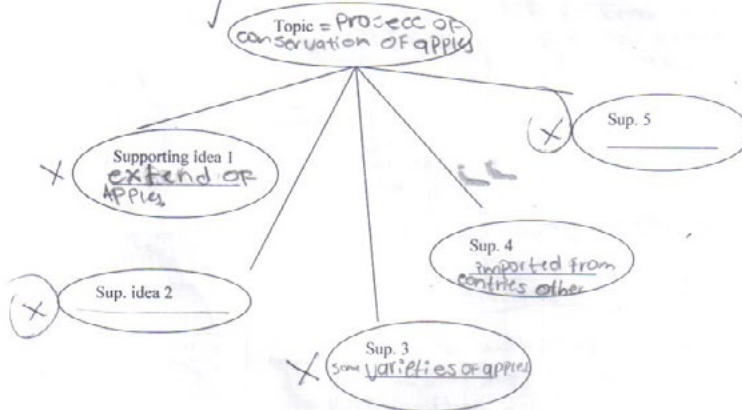 Topic = Procecc OF
conservation OF apples
Sup. 5
Supporting idea 1
extend OF
APPles
Sup. 4
imported from
contries other
Sup. idea 2
Sup. 3
some varieties OF apples